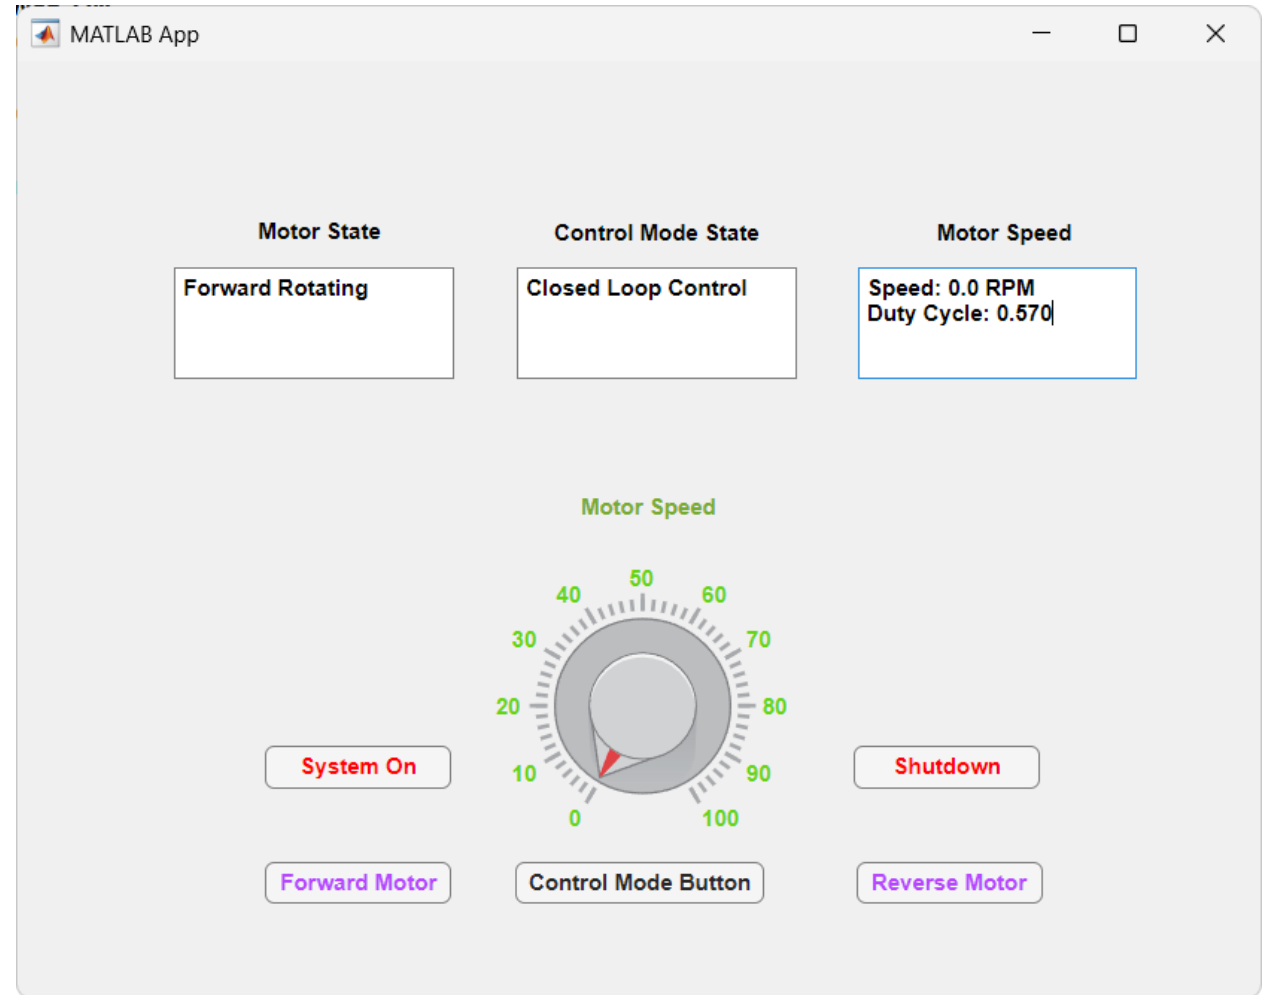 MATLAB App
Motor State
Control Mode State
Motor Speed
Forward Rotating
Closed Loop Control
Speed: 0.0 RPM
Duty Cycle: 0.570
Motor Speed
50
40
60
30
70
20
80
10
90
0
100
System On
Shutdown
Forward Motor
Control Mode Button
Reverse Motor